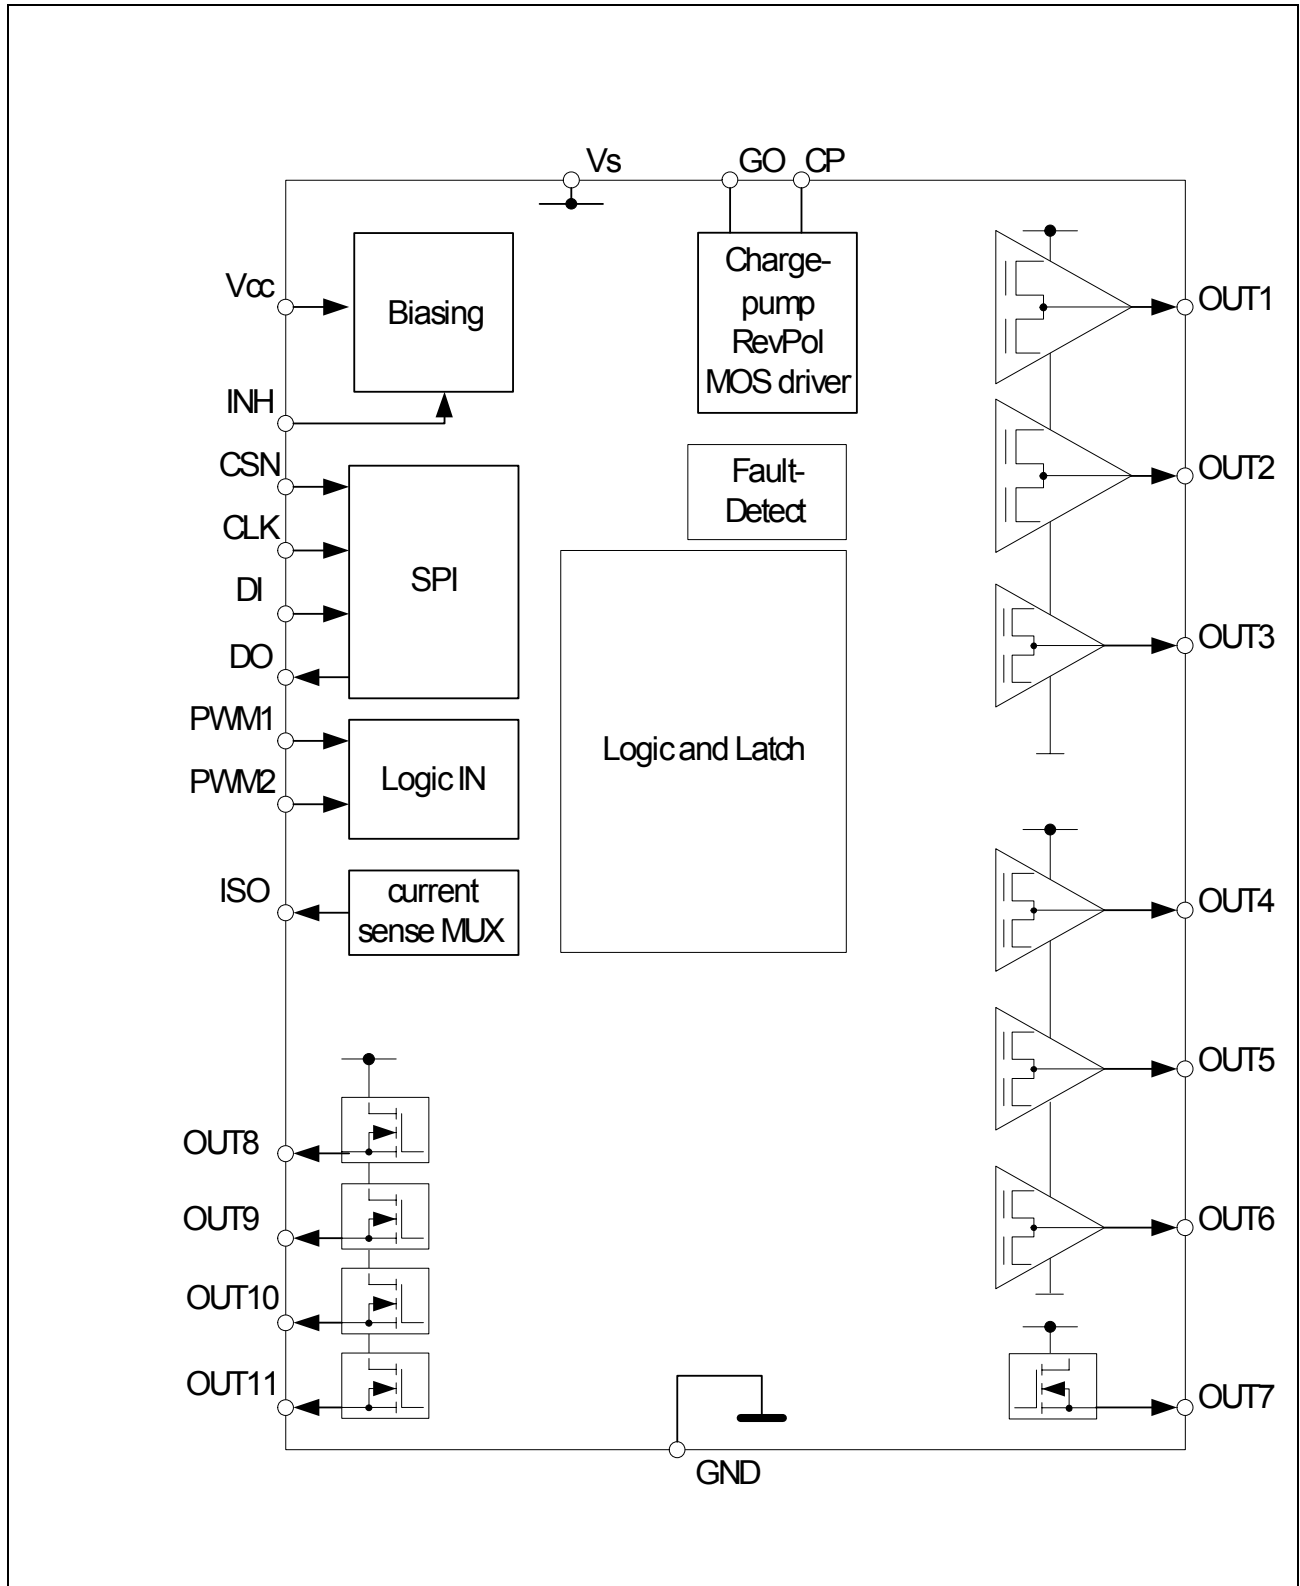 Vs
GO
CP
Vcc
Biasing
Charge-
pump
RevPol
MOS driver
OUT1
INH
CSN
CLK
DI
DO
SPI
Fault-
Detect
OUT2
OUT3
PWM1
PWM2
Logic IN
Logic and Latch
ISO
current
sense MUX
OUT4
OUT5
OUT8
OUT9
OUT6
OUT10
OUT11
OUT7
GND